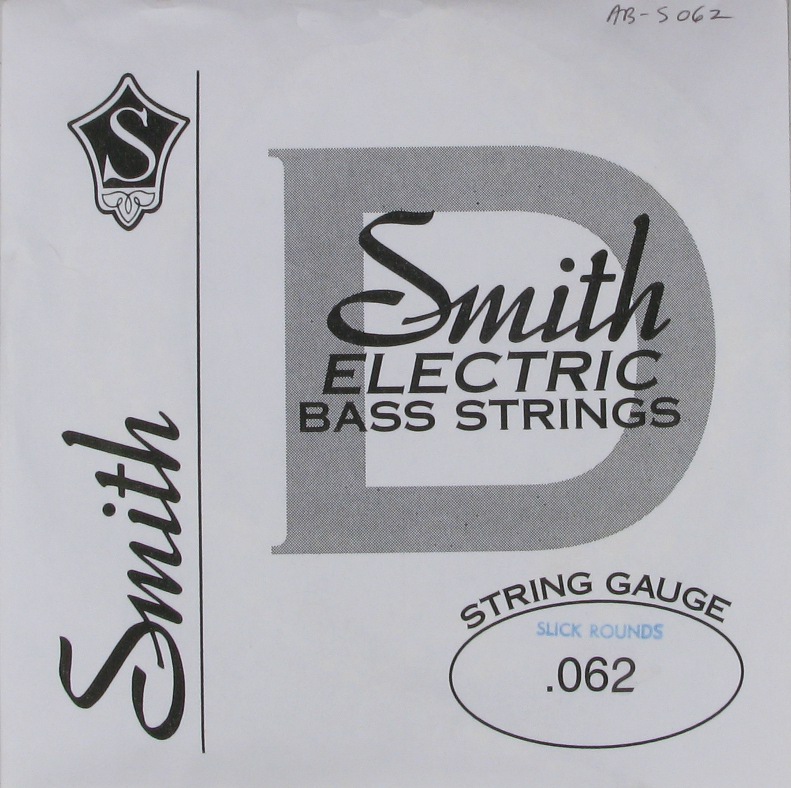 AB-S062
S
D
Smith
ELECTRIC
BASS STRINGS
Smith
STRING GAUGE
SLICK ROUNDS
.062